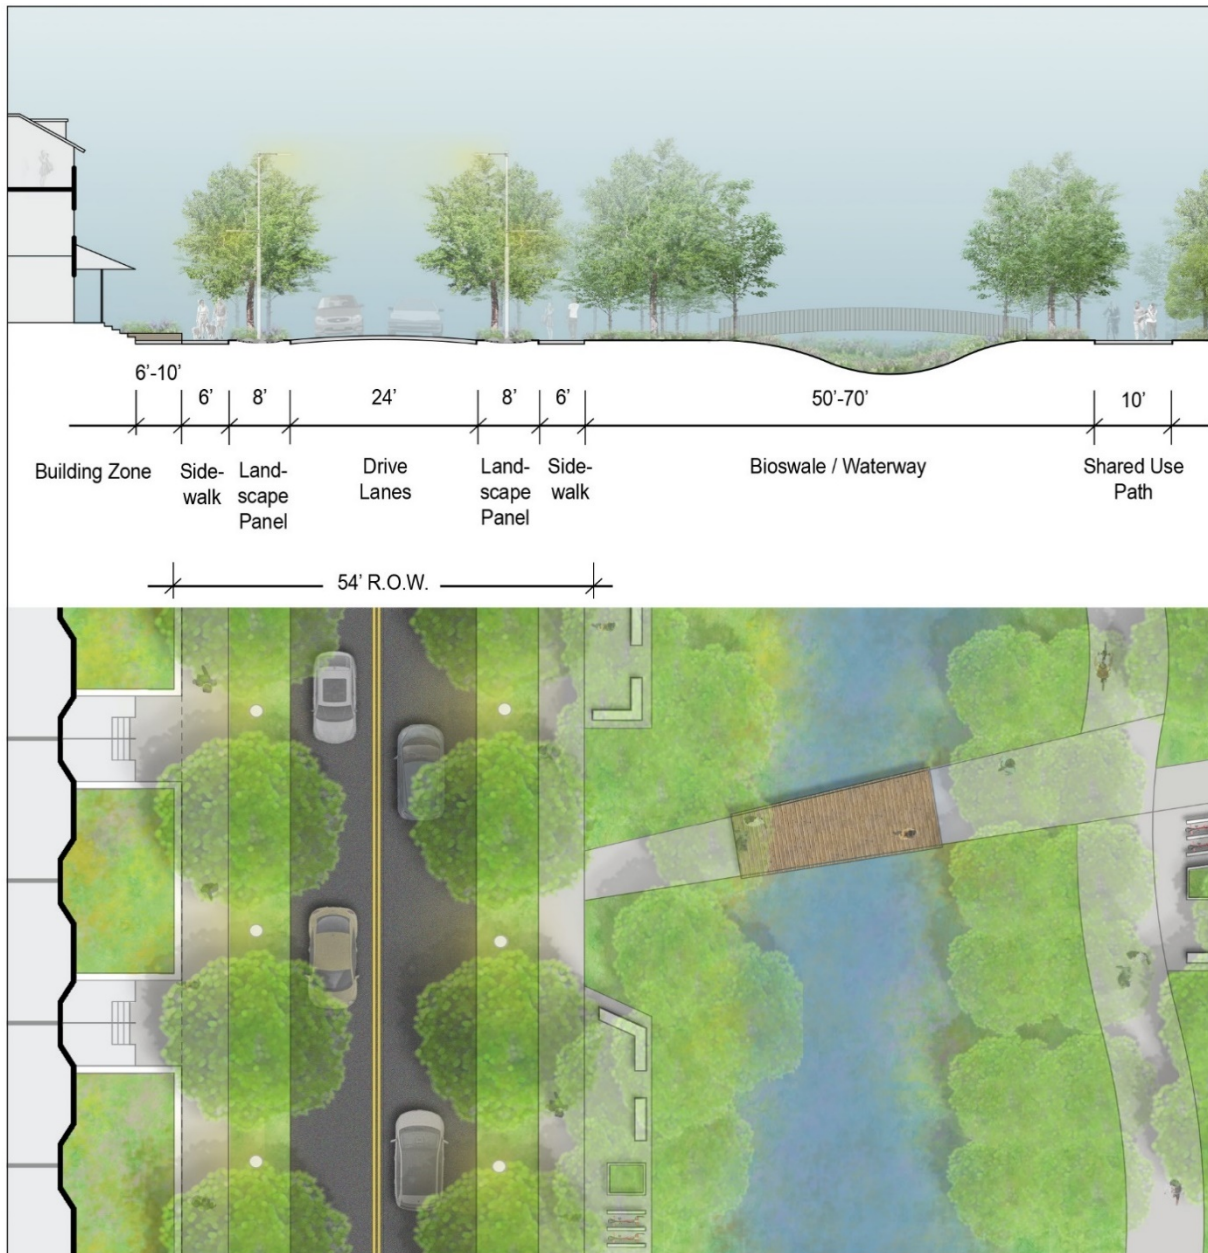 6'-10'
6'
8'
24'
8'
6'
50'-70'
10'
Building Zone
Side-
walk
Land-
scape
Panel
Drive
Lanes
Land-
scape
Panel
Side-
walk
Bioswale / Waterway
Shared Use
Path
54' R.O.W.